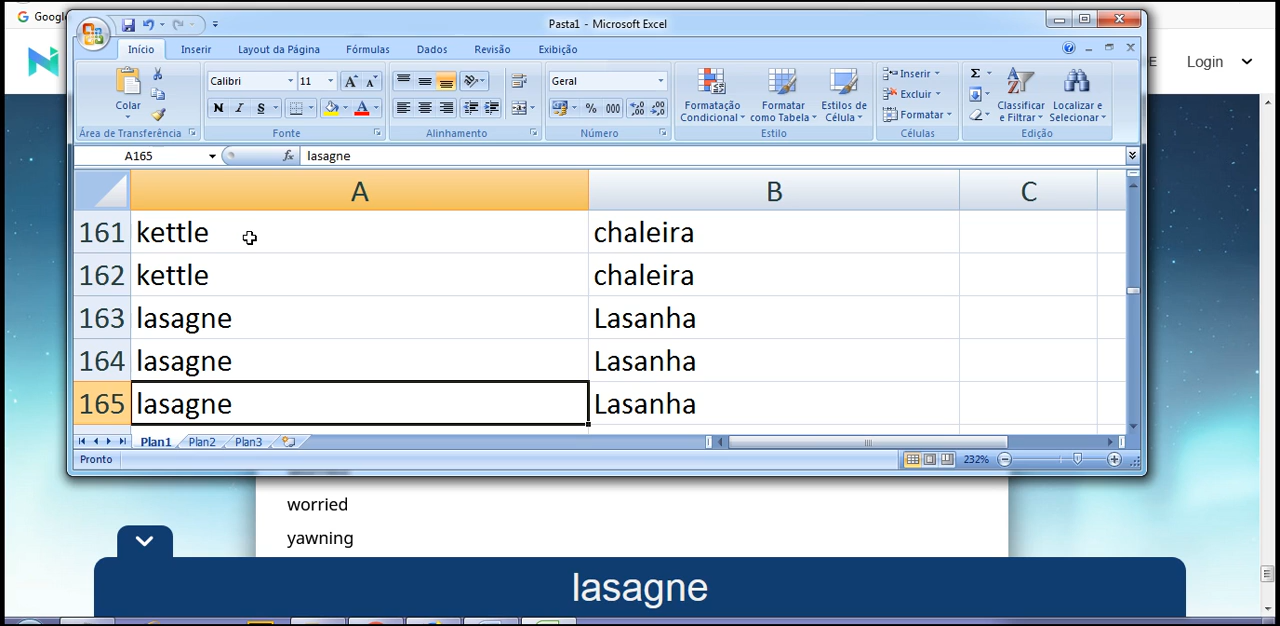 Google
Pasta1 - Microsoft Excel
Início Inserir Layout da Página Fórmulas Dados Revisão Exibição
E Login
Colar
Calibri 11
N I S
Geral
% 000
Formatação Condicional
Formatar como Tabela
Estilos de Célula
Inserir
Excluir
Formatar
Σ
Classificar e Filtrar
Localizar e Selecionar
Área de Transferência Fonte Alinhamento Número Estilo Células Edição
A165 fx lasagne
A B C
161 kettle chaleira
162 kettle chaleira
163 lasagne Lasanha
164 lasagne Lasanha
165 lasagne Lasanha
Plan1 Plan2 Plan3
Pronto 232%
worried
yawning
lasagne